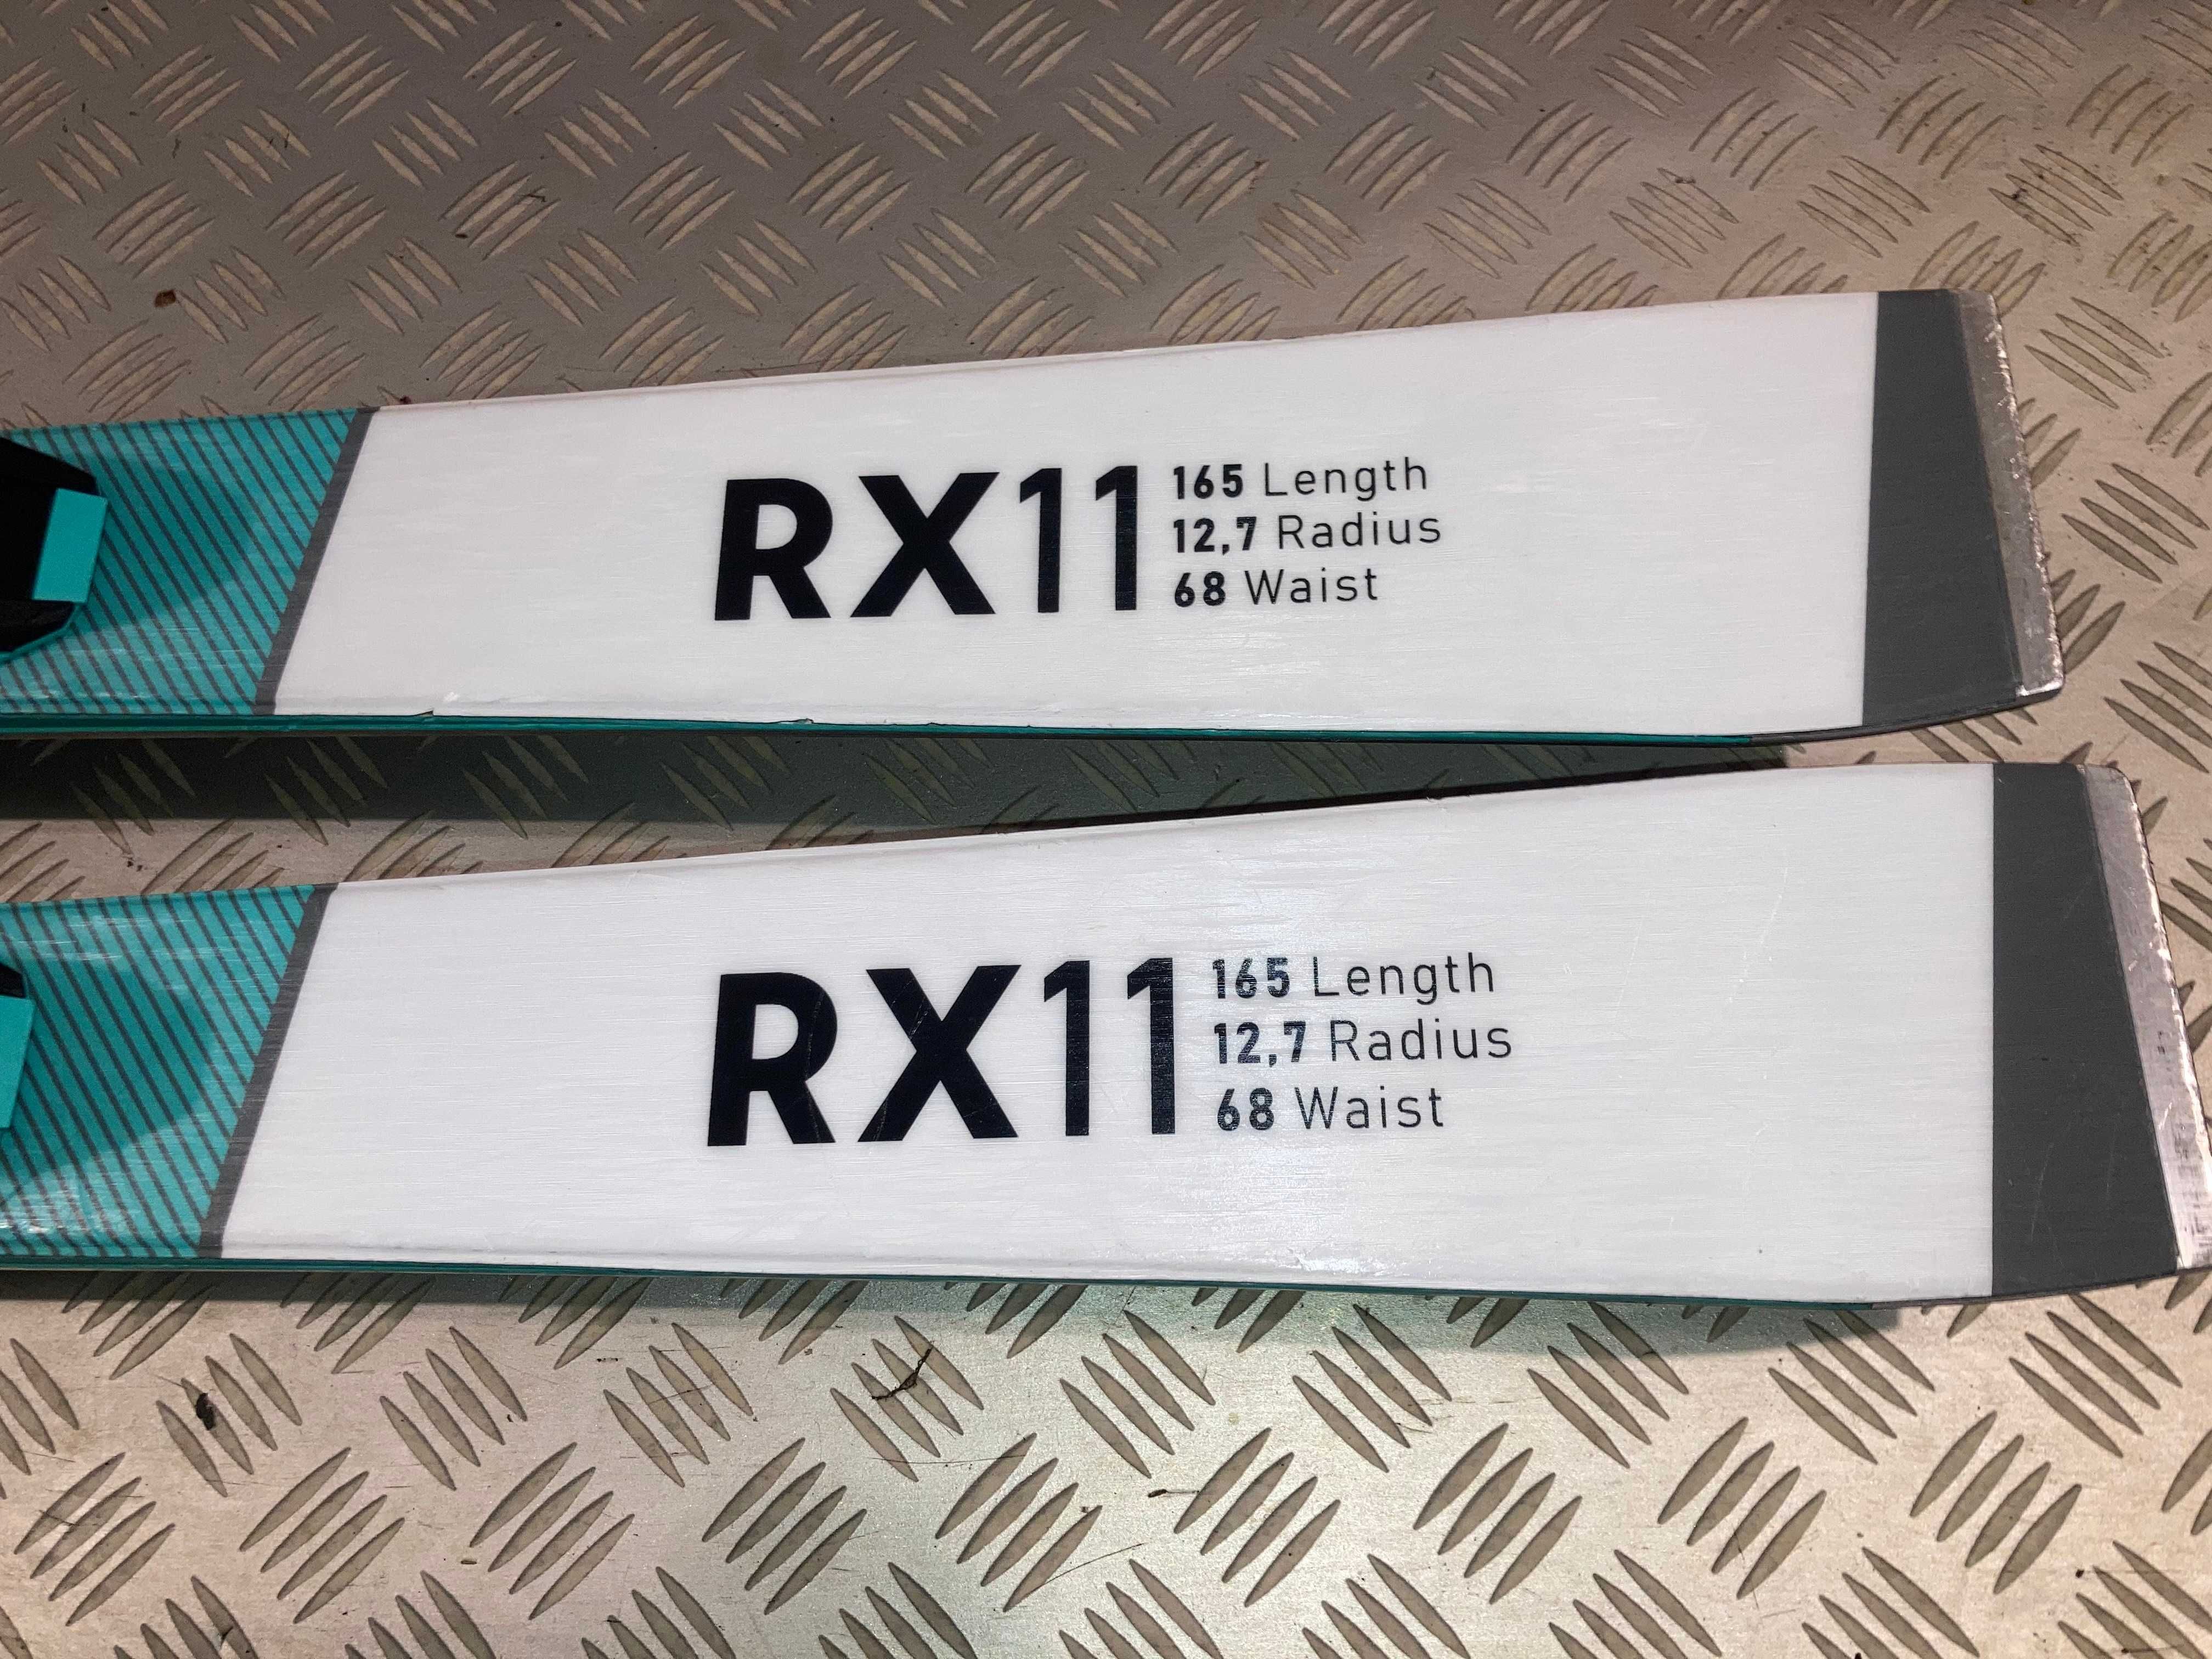 RX11
165 Length
12,7 Radius
68 Waist
RX11
165 Length
12,7 Radius
68 Waist